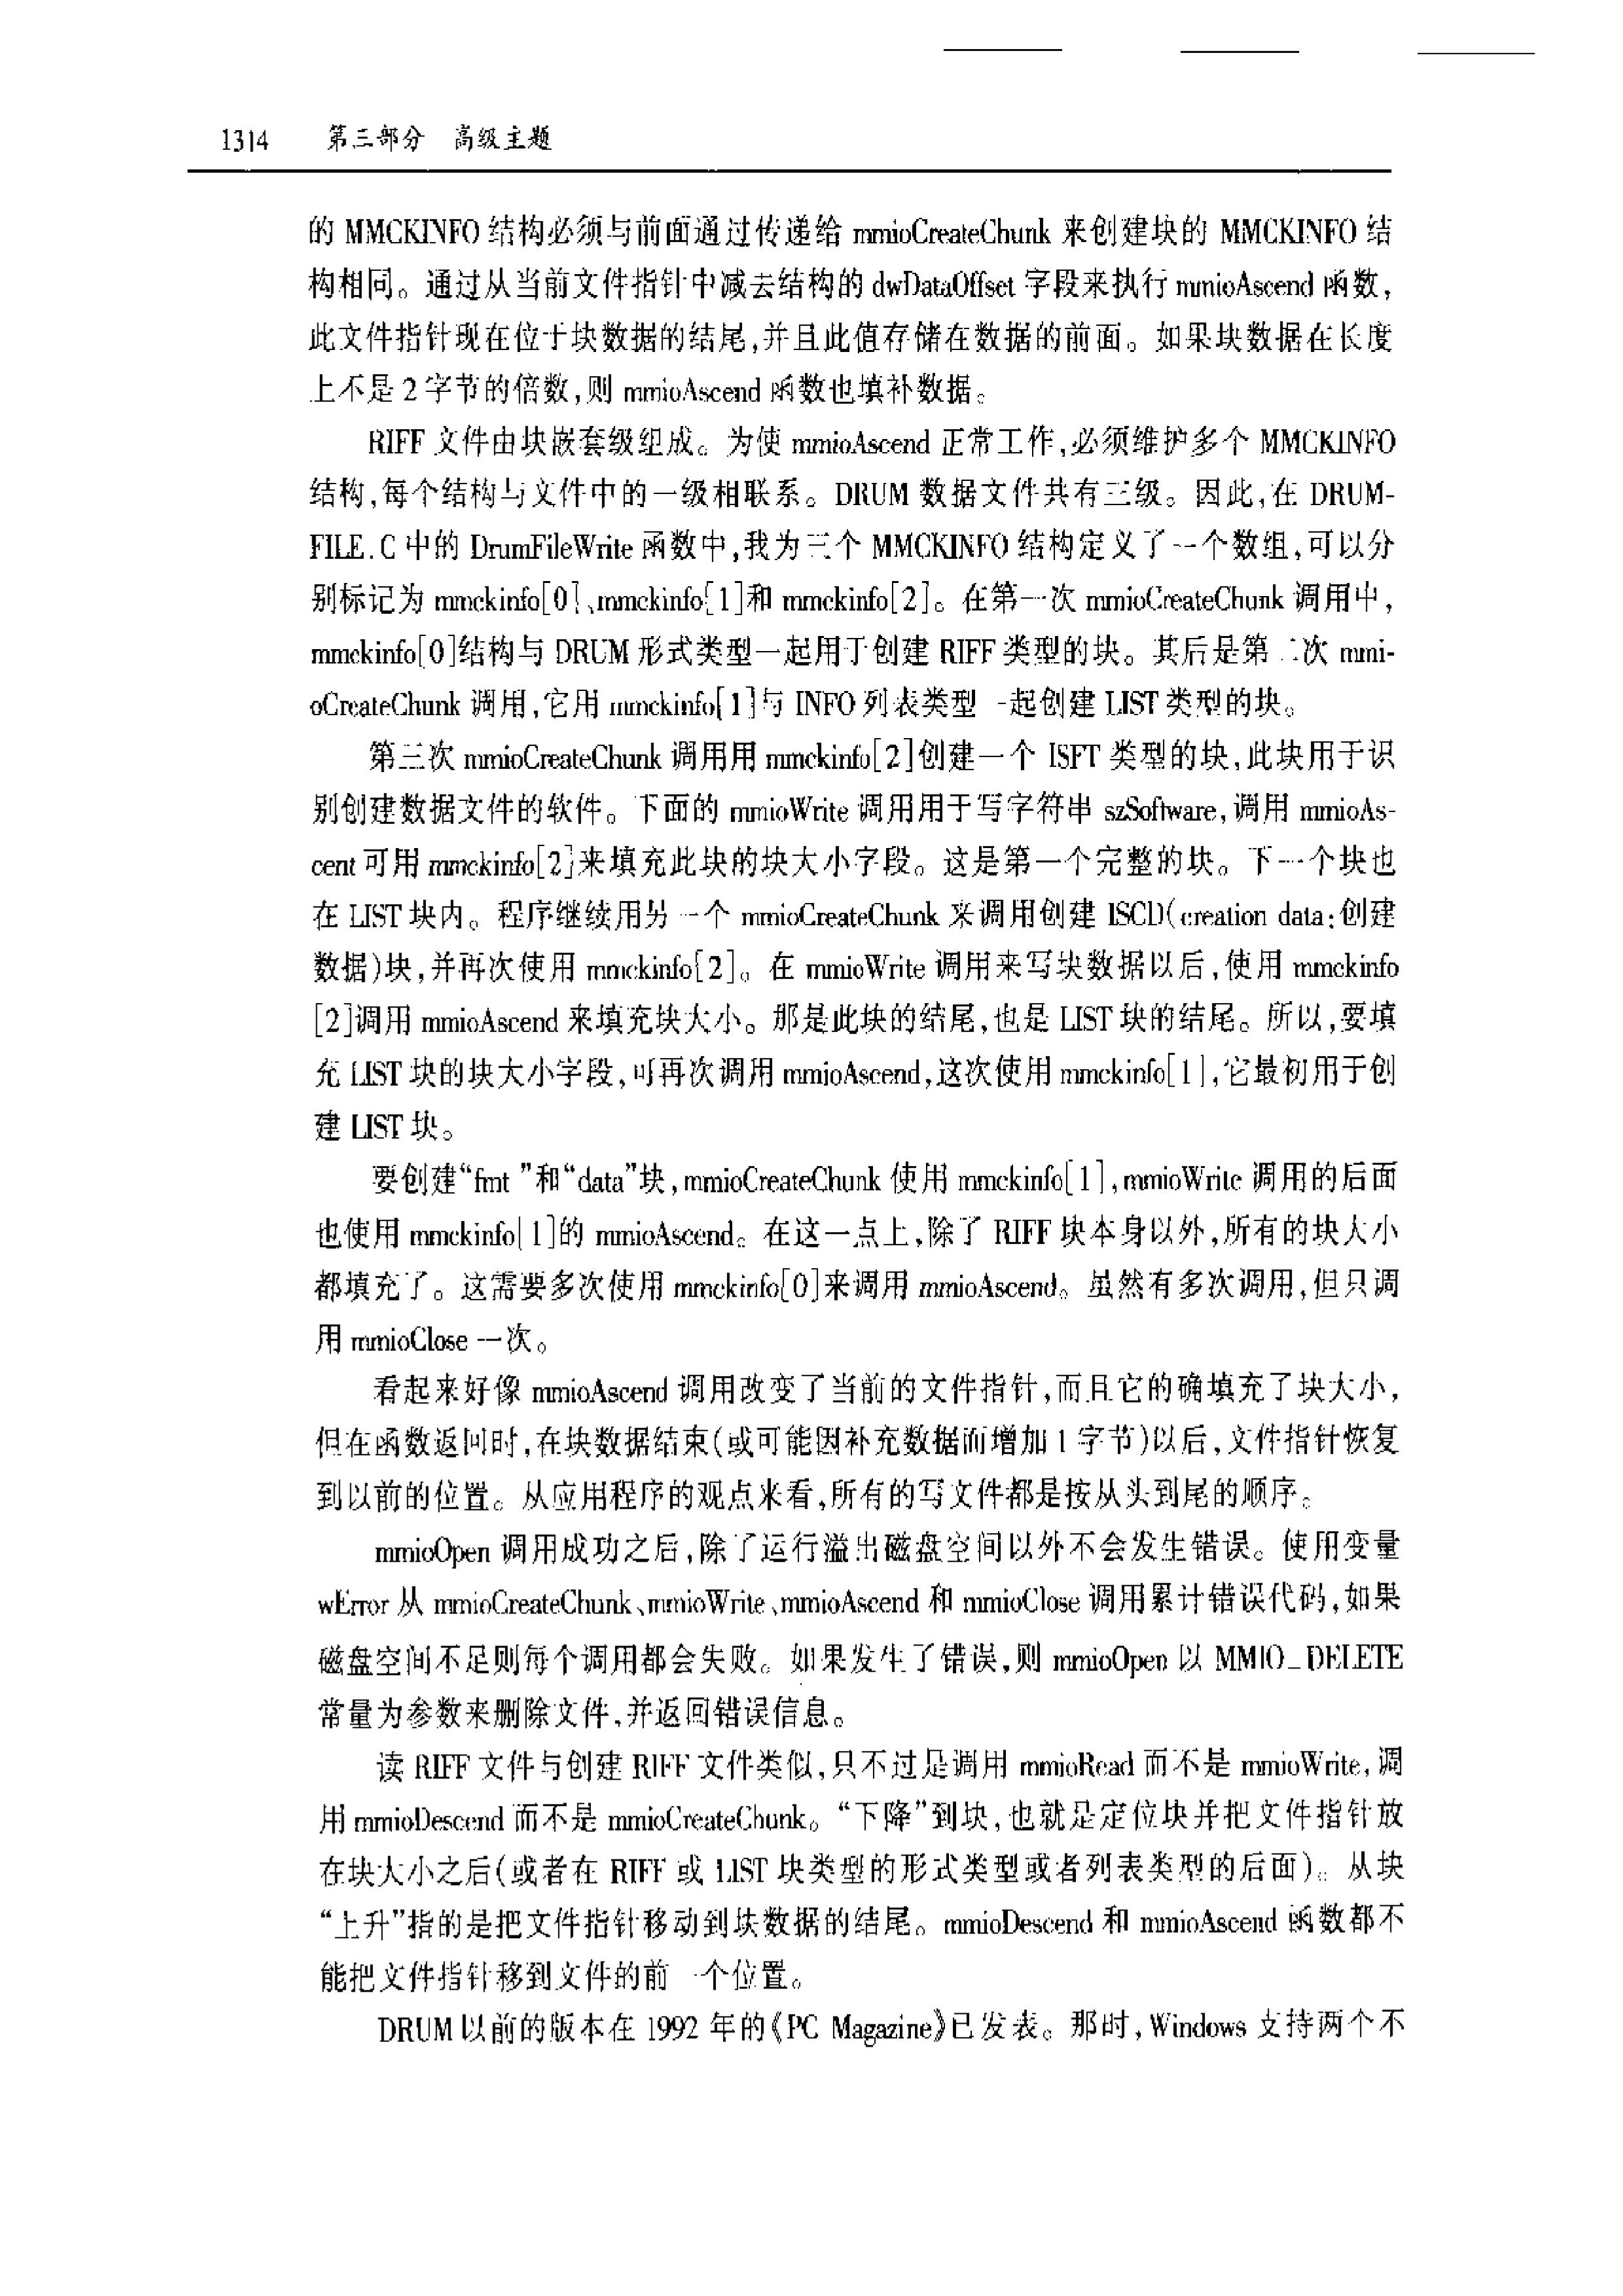 1314 第三部分 高级主题
的 MMCKINFO 结构必须与前面通过传递给 mmioCreateChunk 来创建块的 MMCKINFO 结
构相同。通过从当前文件指针中减去结构的 dwDataOffset 字段来执行 mmioAscend 函数,
此文件指针现在位于块数据的结尾,并且此值存储在数据的前面。如果块数据在长度
上不是 2 字节的倍数,则 mmioAscend 函数也填补数据。
RIFF 文件由块嵌套级组成。为使 mmioAscend 正常工作,必须维护多个 MMCKINFO
结构,每个结构与文件中的一级相联系。DRUM 数据文件共有三级。因此,在 DRUM-
FILE.C 中的 DrumFileWrite 函数中,我为三个 MMCKINFO 结构定义了一个数组,可以分
别标记为 mmckinfo[0]、mmckinfo[1]和 mmckinfo[2]。在第一次 mmioCreateChunk 调用中,
mmckinfo[0]结构与 DRUM 形式类型一起用于创建 RIFF 类型的块。其后是第二次 mmi-
oCreateChunk 调用,它用 mmckinfo[1]与 INFO 列表类型一起创建 LIST 类型的块。
第三次 mmioCreateChunk 调用用 mmckinfo[2]创建一个 ISFT 类型的块,此块用于识
别创建数据文件的软件。下面的 mmioWrite 调用用于写字符串 szSoftware,调用 mmioAs-
cent 可用 mmckinfo[2]来填充此块的块大小字段。这是第一个完整的块。下一个块也
在 LIST 块内。程序继续用另一个 mmioCreateChunk 来调用创建 ISCD(creation data:创建
数据)块,并再次使用 mmckinfo[2]。在 mmioWrite 调用来写块数据以后,使用 mmckinfo
[2]调用 mmioAscend 来填充块大小。那是此块的结尾,也是 LIST 块的结尾。所以,要填
充 LIST 块的块大小字段,可再次调用 mmioAscend,这次使用 mmckinfo[1],它最初用于创
建 LIST 块。
要创建“fmt ”和“data”块,mmioCreateChunk 使用 mmckinfo[1],mmioWrite 调用的后面
也使用 mmckinfo[1]的 mmioAscend。在这一点上,除了 RIFF 块本身以外,所有的块大小
都填充了。这需要多次使用 mmckinfo[0]来调用 mmioAscend。虽然有多次调用,但只调
用 mmioClose 一次。
看起来好像 mmioAscend 调用改变了当前的文件指针,而且它的确填充了块大小,
但在函数返回时,在块数据结束(或可能因补充数据而增加 1 字节)以后,文件指针恢复
到以前的位置。从应用程序的观点来看,所有的写文件都是按从头到尾的顺序。
mmioOpen 调用成功之后,除了运行溢出磁盘空间以外不会发生错误。使用变量
wError 从 mmioCreateChunk、mmioWrite、mmioAscend 和 mmioClose 调用累计错误代码,如果
磁盘空间不足则每个调用都会失败。如果发生了错误,则 mmioOpen 以 MMIO_DELETE
常量为参数来删除文件,并返回错误信息。
读 RIFF 文件与创建 RIFF 文件类似,只不过是调用 mmioRead 而不是 mmioWrite,调
用 mmioDescend 而不是 mmioCreateChunk。“下降”到块,也就是定位块并把文件指针放
在块大小之后(或者在 RIFF 或 LIST 块类型的形式类型或者列表类型的后面)。从块
“上升”指的是把文件指针移动到块数据的结尾。mmioDescend 和 mmioAscend 函数都不
能把文件指针移到文件的前一个位置。
DRUM 以前的版本在 1992 年的《PC Magazine》已发表。那时,Windows 支持两个不